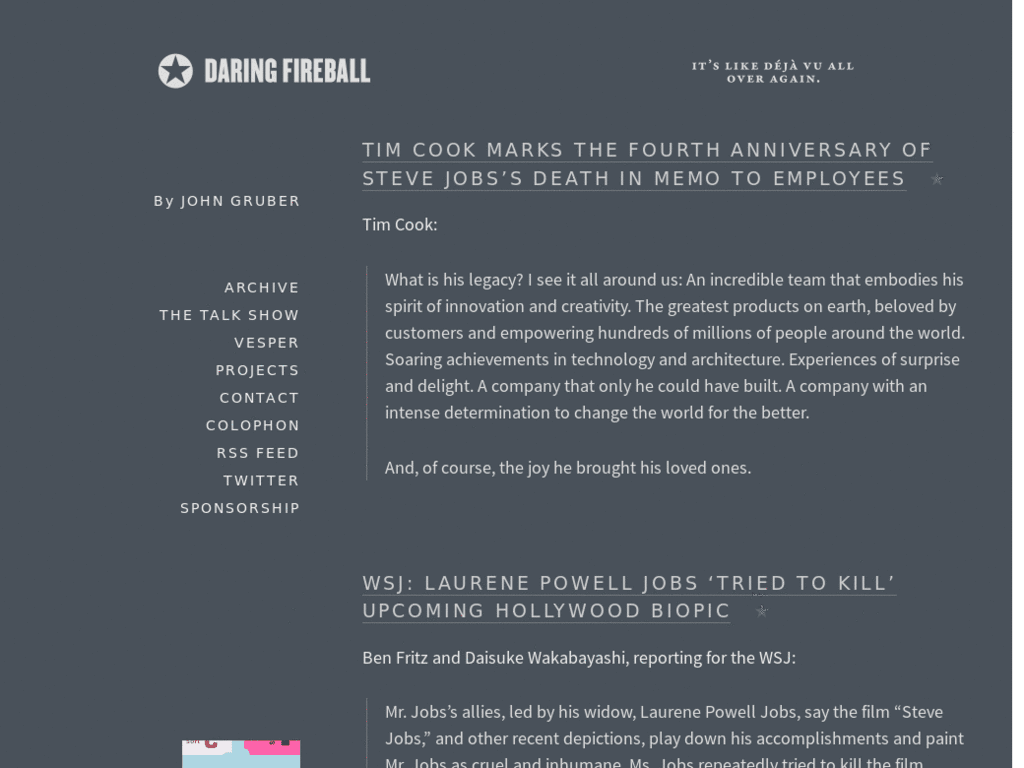 DARING FIREBALL
IT’S LIKE DÉJÀ VU ALL
OVER AGAIN.
By JOHN GRUBER
ARCHIVE
THE TALK SHOW
VESPER
PROJECTS
CONTACT
COLOPHON
RSS FEED
TWITTER
SPONSORSHIP
TIM COOK MARKS THE FOURTH ANNIVERSARY OF
STEVE JOBS’S DEATH IN MEMO TO EMPLOYEES
Tim Cook:
What is his legacy? I see it all around us: An incredible team that embodies his
spirit of innovation and creativity. The greatest products on earth, beloved by
customers and empowering hundreds of millions of people around the world.
Soaring achievements in technology and architecture. Experiences of surprise
and delight. A company that only he could have built. A company with an
intense determination to change the world for the better.
And, of course, the joy he brought his loved ones.
WSJ: LAURENE POWELL JOBS ‘TRIED TO KILL’
UPCOMING HOLLYWOOD BIOPIC
Ben Fritz and Daisuke Wakabayashi, reporting for the WSJ:
Mr. Jobs’s allies, led by his widow, Laurene Powell Jobs, say the film “Steve
Jobs,” and other recent depictions, play down his accomplishments and paint
Mr. Jobs as cruel and inhumane. Ms. Jobs repeatedly tried to kill the film,